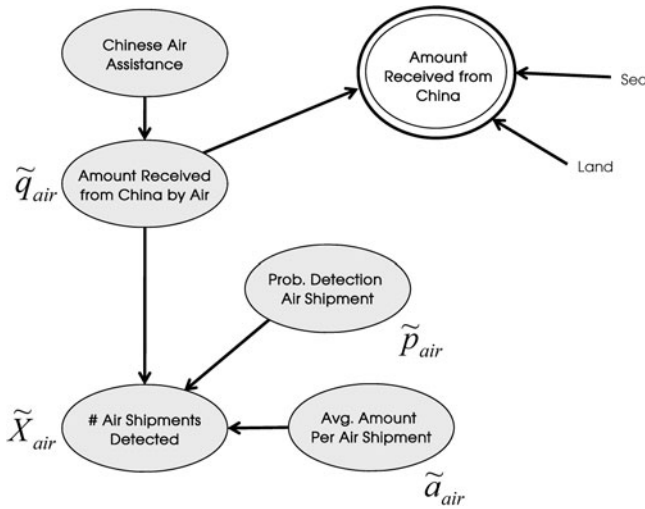 Chinese Air
Assistance
Amount
Received from
China
Sea
Land
q̃air
Amount Received
from China by Air
Prob. Detection
Air Shipment
p̃air
X̃air
# Air Shipments
Detected
Avg. Amount
Per Air Shipment
ãair